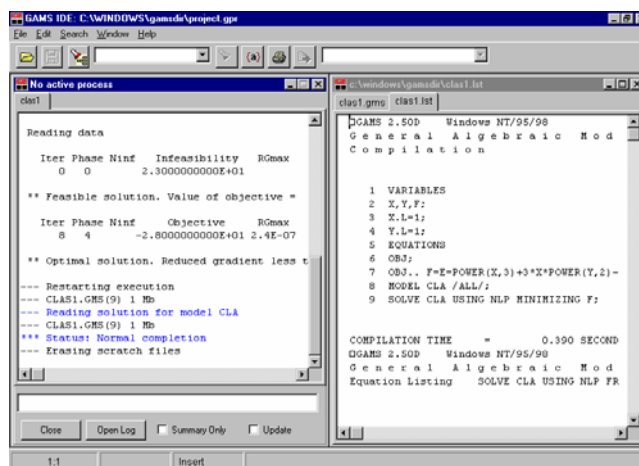 GAMS IDE: C:\WINDOWS\gamsdir\project.gpr
File Edit Search Window Help
(a)
No active process
clas1
Reading data
Iter Phase Ninf Infeasibility RGmax
0 0 2.3000000000E+01
** Feasible solution. Value of objective =
Iter Phase Ninf Objective RGmax
8 4 -2.8000000000E+01 2.4E-07
** Optimal solution. Reduced gradient less t
--- Restarting execution
--- CLAS1.GMS(9) 1 Mb
--- Reading solution for model CLA
--- CLAS1.GMS(9) 1 Mb
*** Status: Normal completion
--- Erasing scratch files
Close Open Log Summary Only Update
c:\windows\gamsdir\clas1.lst
clas1.gms clas1.lst
GAMS 2.50D Windows NT/95/98
G e n e r a l A l g e b r a i c M o d
C o m p i l a t i o n
1 VARIABLES
2 X,Y,F;
3 X.L=1;
4 Y.L=1;
5 EQUATIONS
6 OBJ;
7 OBJ.. F=E=POWER(X,3)+3*X*POWER(Y,2)-
8 MODEL CLA /ALL/;
9 SOLVE CLA USING NLP MINIMIZING F;
COMPILATION TIME = 0.390 SECOND
GAMS 2.50D Windows NT/95/98
G e n e r a l A l g e b r a i c M o d
Equation Listing SOLVE CLA USING NLP FR
1:1 Insert